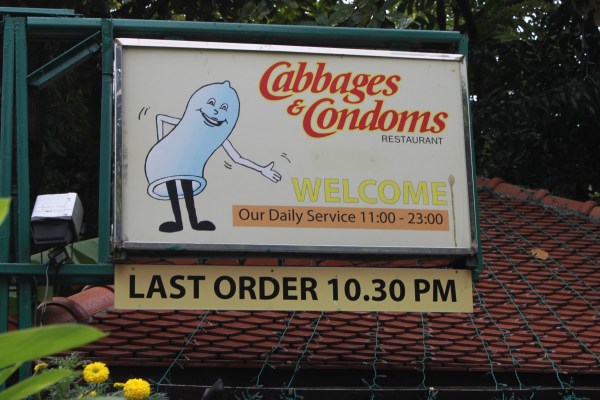 Cabbages
& Condoms
RESTAURANT
WELCOME
Our Daily Service 11:00 - 23:00
LAST ORDER 10.30 PM